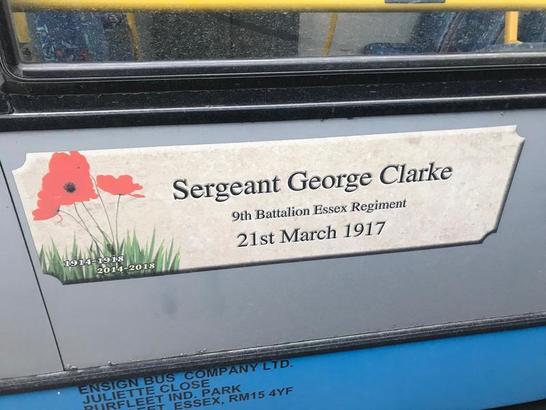 Sergeant George Clarke
9th Battalion Essex Regiment
21st March 1917
1914-1918
2014-2018
ENSIGN BUS COMPANY LTD.
JULIETTE CLOSE
PURFLEET IND. PARK
ESSEX, RM15 4YF